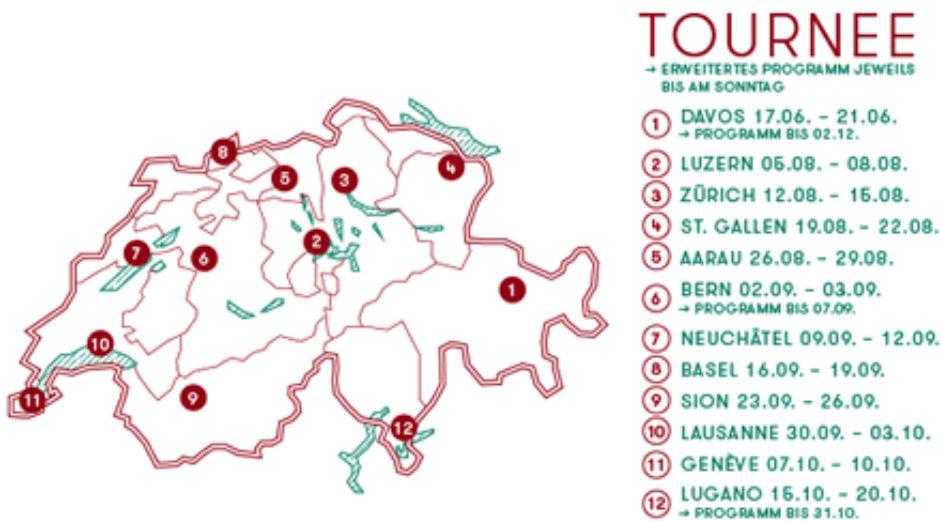 TOURNEE
→ ERWEITERTES PROGRAMM JEWEILS
BIS AM SONNTAG
1 DAVOS 17.06. – 21.06.
→ PROGRAMM BIS 02.12.
2 LUZERN 05.08. – 08.08.
3 ZÜRICH 12.08. – 15.08.
4 ST. GALLEN 19.08. – 22.08.
5 AARAU 26.08. – 29.08.
6 BERN 02.09. – 03.09.
→ PROGRAMM BIS 07.09.
7 NEUCHÂTEL 09.09. – 12.09.
8 BASEL 16.09. – 19.09.
9 SION 23.09. – 26.09.
10 LAUSANNE 30.09. – 03.10.
11 GENÈVE 07.10. – 10.10.
12 LUGANO 15.10. – 20.10.
→ PROGRAMM BIS 31.10.
8
5
3
4
7
6
2
1
10
11
9
12